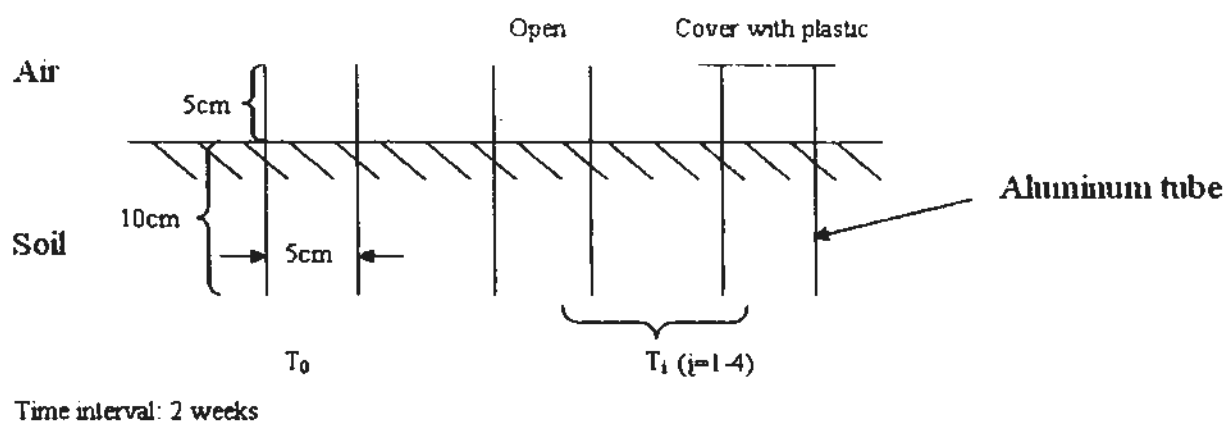 Open
Cover with plastic
Air
5cm
Aluminum tube
10cm
Soil
5cm
T₀
Tᵢ (i=1-4)
Time interval: 2 weeks